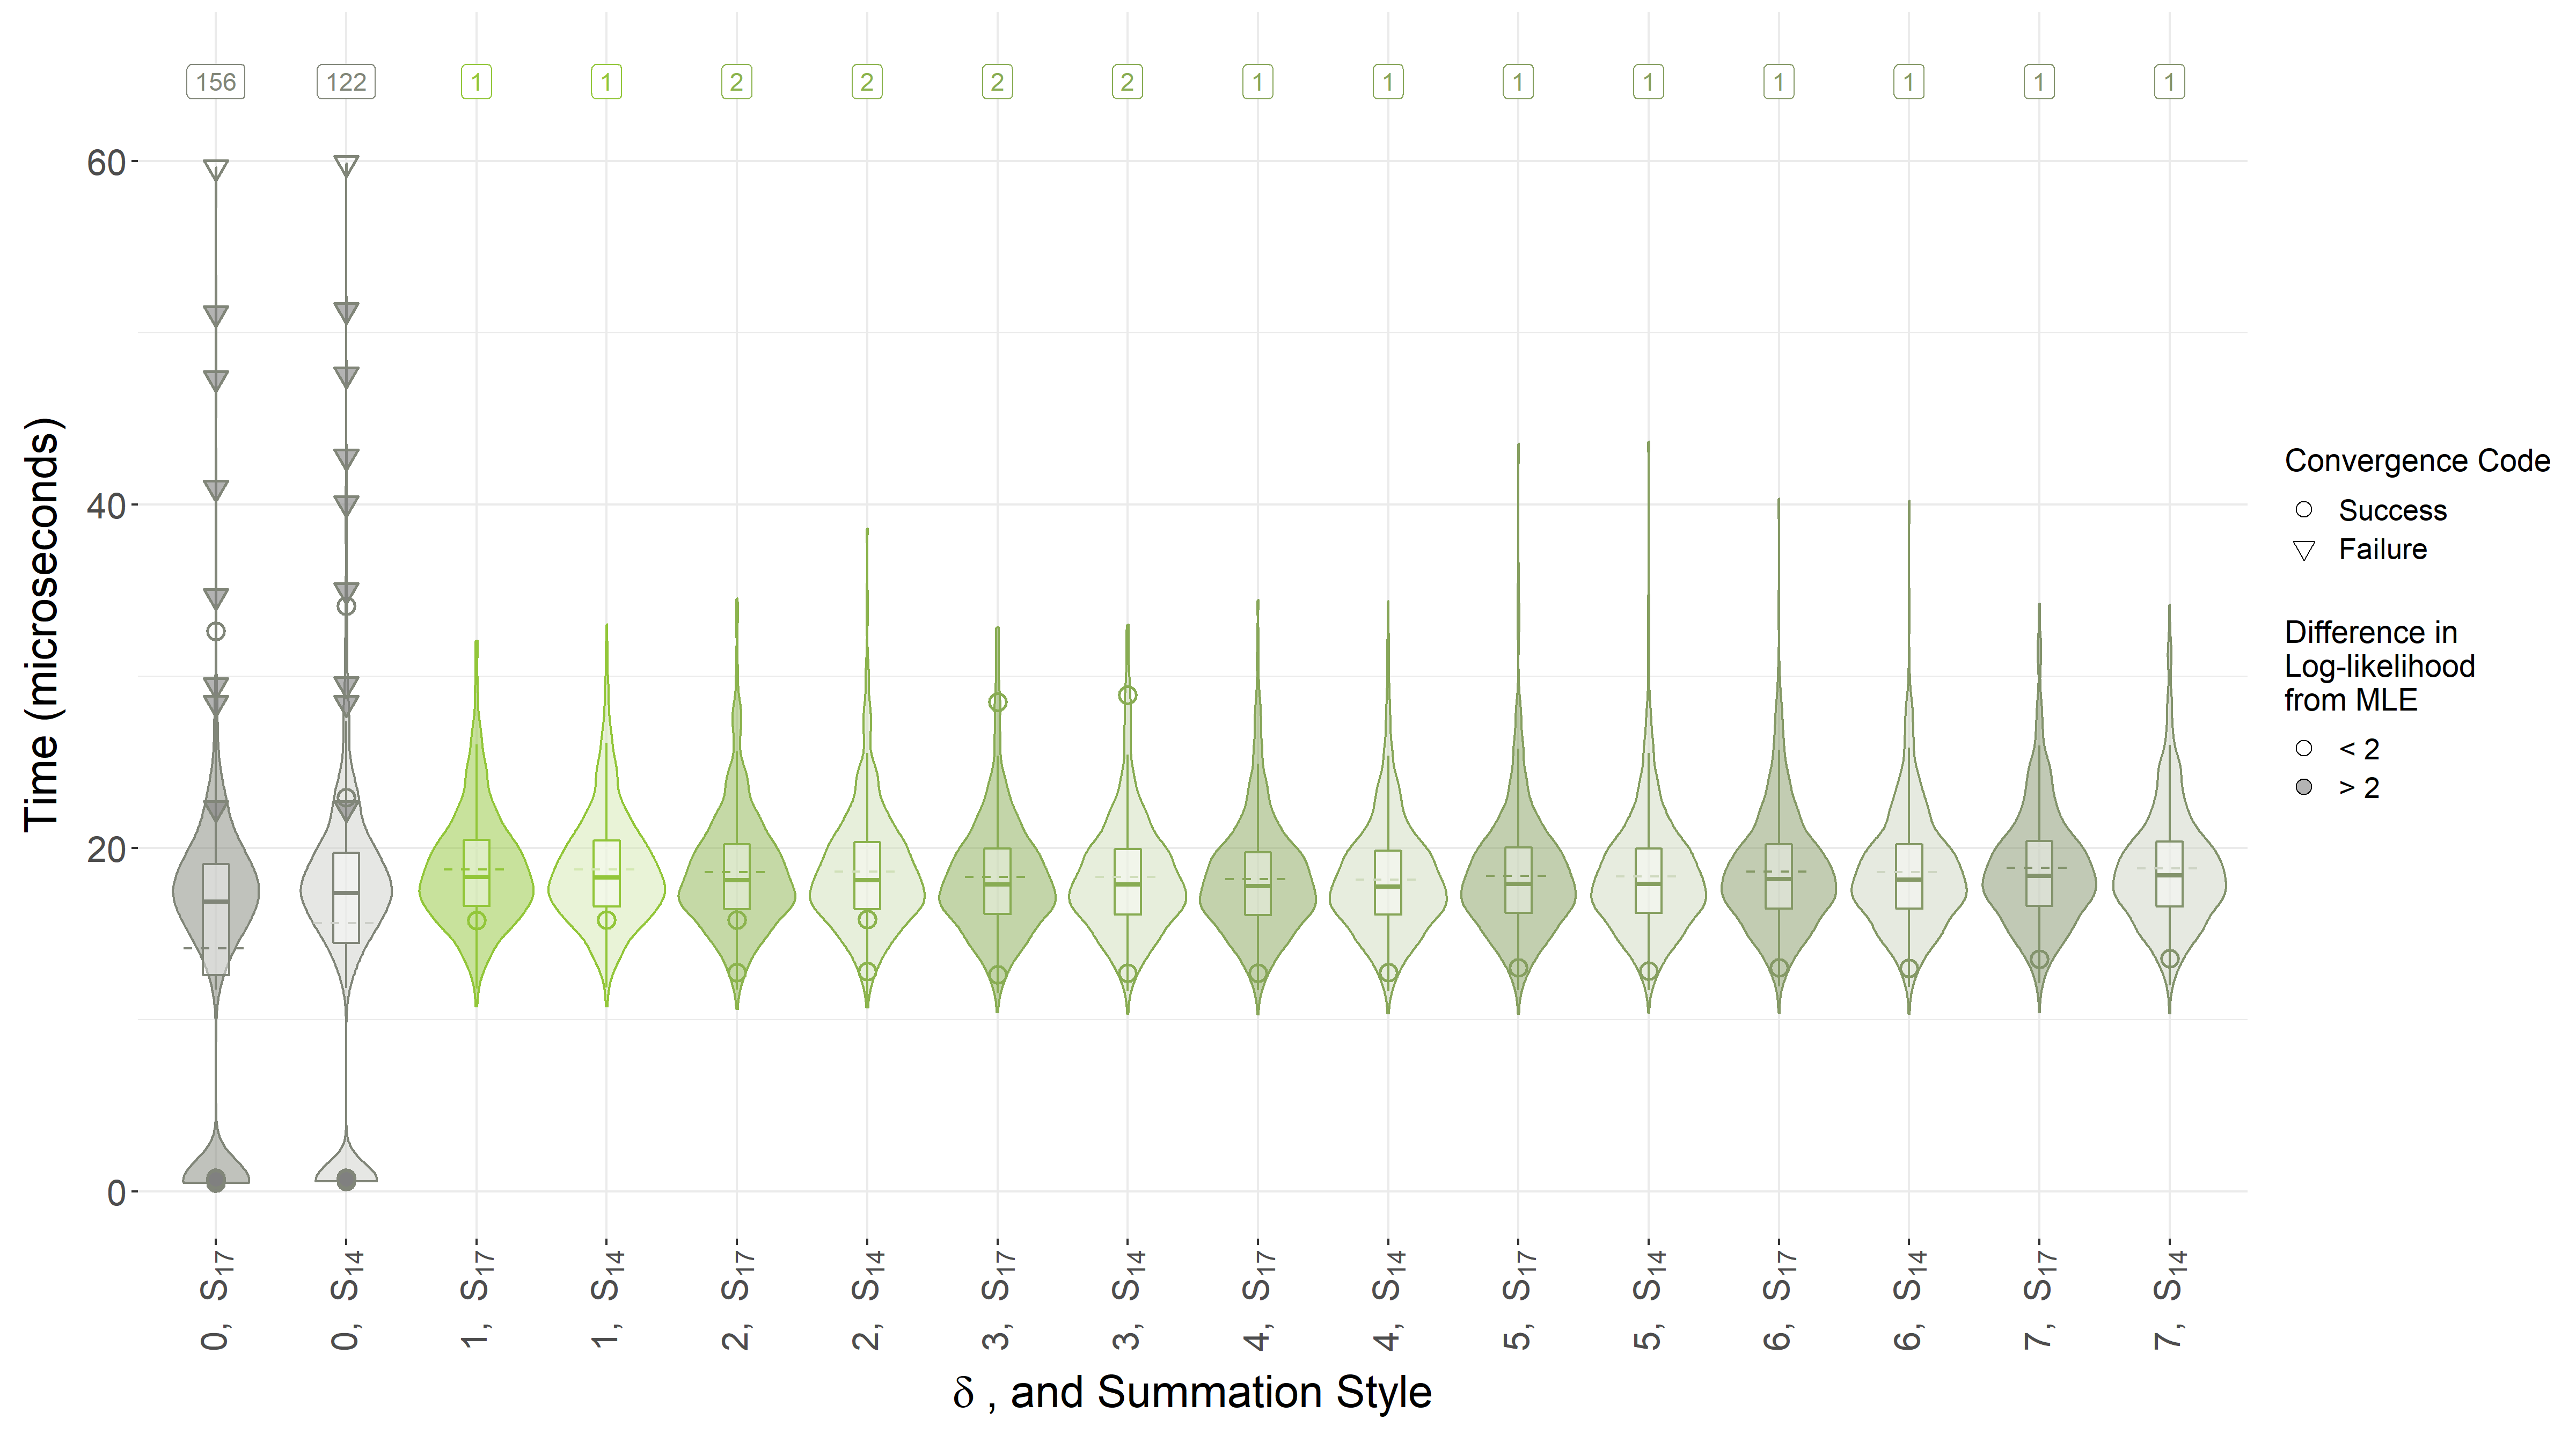 156 122 1 1 2 2 2 2 1 1 1 1 1 1 1 1
60
40
20
0
Time (microseconds)
0, S17
0, S14
1, S17
1, S14
2, S17
2, S14
3, S17
3, S14
4, S17
4, S14
5, S17
5, S14
6, S17
6, S14
7, S17
7, S14
δ , and Summation Style
Convergence Code
Success
Failure
Difference in
Log-likelihood
from MLE
< 2
> 2